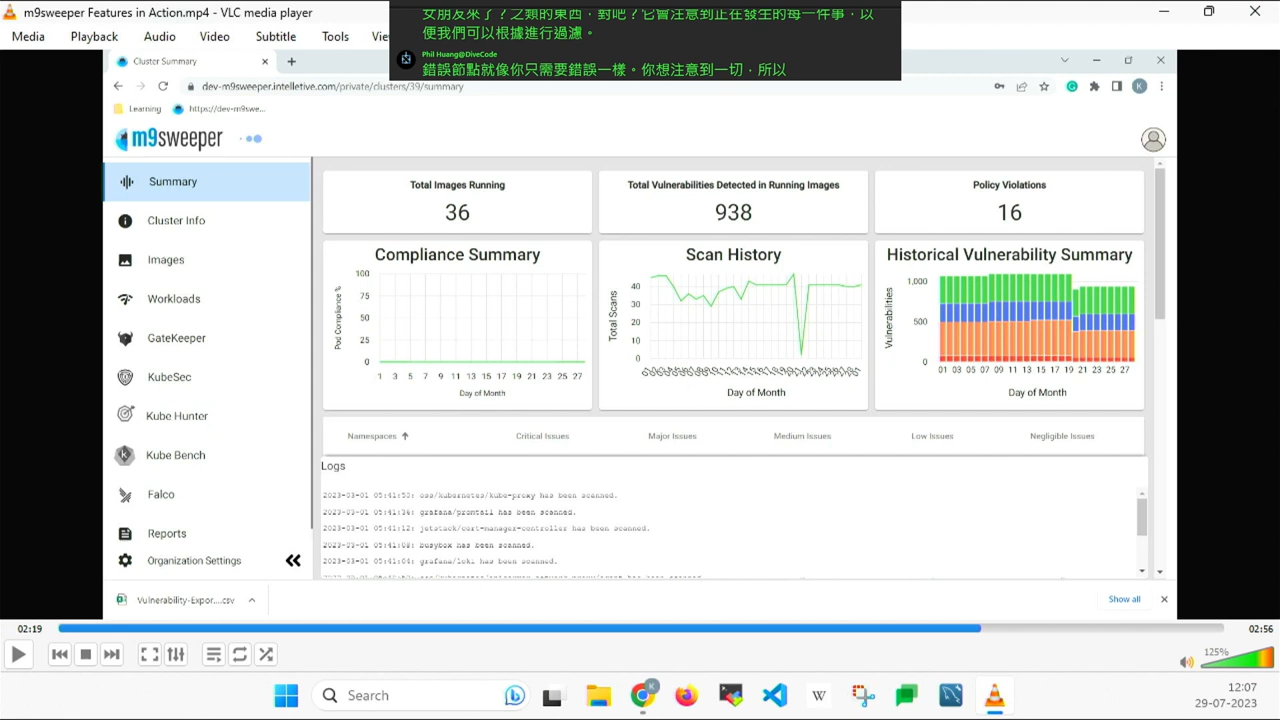 m9sweeper Features in Action.mp4 - VLC media player
Media Playback Audio Video Subtitle Tools
便我們可以根據進行過濾。
Phil Huang@DiveCode
錯誤節點就像你只需要錯誤一樣。你想注意到一切，所以
Cluster Summary
dev-m9sweeper.intelletive.com/private/clusters/39/summary
Learning https://dev-m9swe...
m9sweeper
Summary
Cluster Info
Images
Workloads
GateKeeper
KubeSec
Kube Hunter
Kube Bench
Falco
Reports
Organization Settings
Total Images Running
36
Total Vulnerabilities Detected in Running Images
938
Policy Violations
16
Compliance Summary
Pod Compliance %
100
75
50
25
0
1 3 5 7 9 11 13 15 17 19 21 23 25 27
Day of Month
Scan History
Total Scans
40
30
20
10
0
Day of Month
Historical Vulnerability Summary
Vulnerabilities
1,000
500
0
01 03 05 07 09 11 13 15 17 19 21 23 25 27
Day of Month
Namespaces Critical Issues Major Issues Medium Issues Low Issues Negligible Issues
Logs
2023-03-01 05:41:50: oss/kubernetes/kube-proxy has been scanned.
2023-03-01 05:41:34: grafana/promtail has been scanned.
2023-03-01 05:41:12: jetstack/cert-manager-controller has been scanned.
2023-03-01 05:41:09: busybox has been scanned.
2023-03-01 05:41:04: grafana/loki has been scanned.
Vulnerability-Expor....csv
Show all
02:19
02:56
125%
Search
12:07
29-07-2023